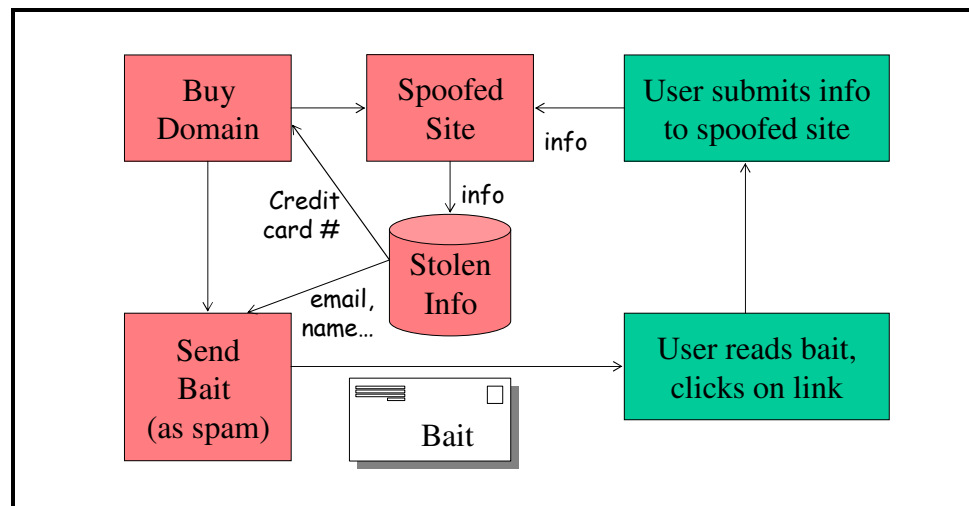 Buy
Domain
Spoofed
Site
User submits info
to spoofed site
info
Credit
card #
info
Stolen
Info
email,
name…
Send
Bait
(as spam)
Bait
User reads bait,
clicks on link